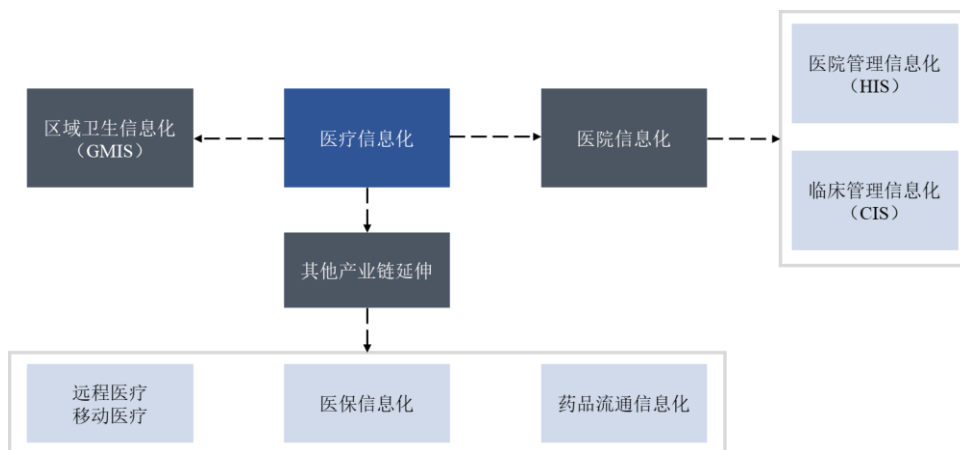 医院管理信息化
（HIS）
区域卫生信息化
（GMIS）
医疗信息化
医院信息化
临床管理信息化
（CIS）
其他产业链延伸
远程医疗
移动医疗
医保信息化
药品流通信息化